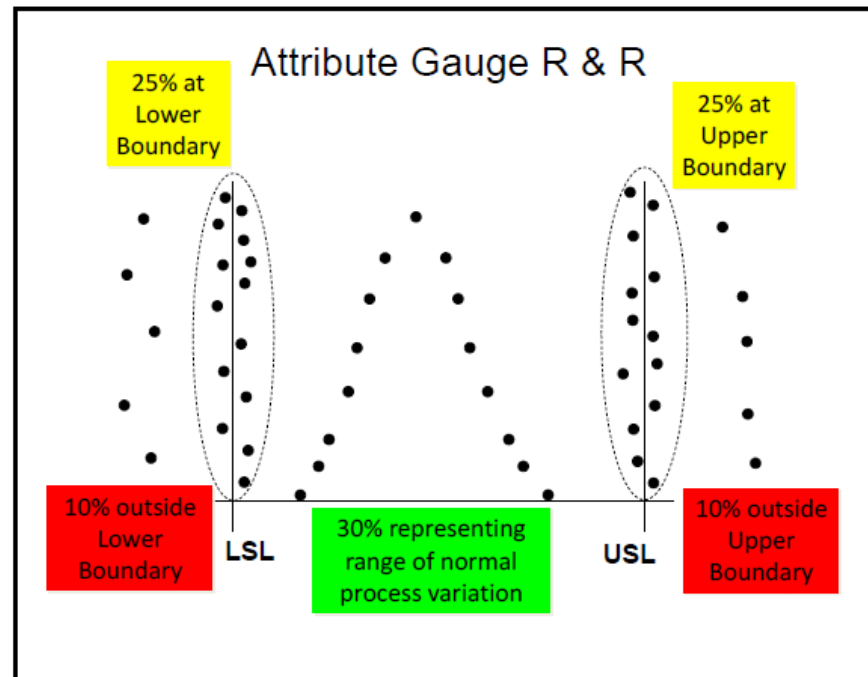 Attribute Gauge R & R
25% at
Lower
Boundary
25% at
Upper
Boundary
10% outside
Lower
Boundary
LSL
30% representing
range of normal
process variation
USL
10% outside
Upper
Boundary